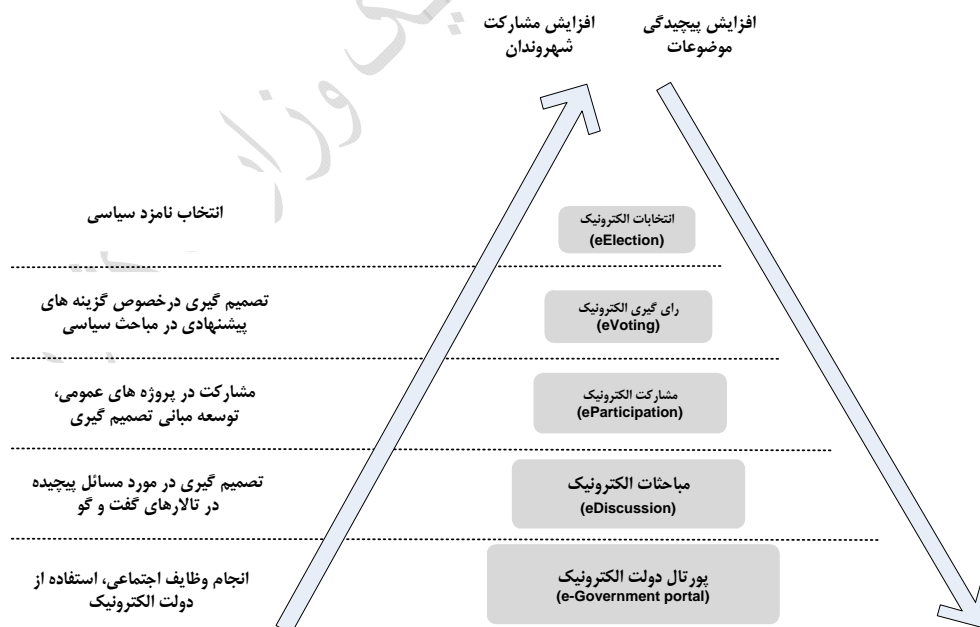 افزایش پیچیدگی
موضوعات
افزایش مشارکت
شهروندان
انتخابات الکترونیک
(eElection)
انتخاب نامزد سیاسی
رای گیری الکترونیک
(eVoting)
تصمیم گیری درخصوص گزینه های
پیشنهادی در مباحث سیاسی
مشارکت الکترونیک
(eParticipation)
مشارکت در پروژه های عمومی،
توسعه مبانی تصمیم گیری
مباحثات الکترونیک
(eDiscussion)
تصمیم گیری در مورد مسائل پیچیده
در تالارهای گفت و گو
پورتال دولت الکترونیک
(e-Government portal)
انجام وظایف اجتماعی، استفاده از
دولت الکترونیک